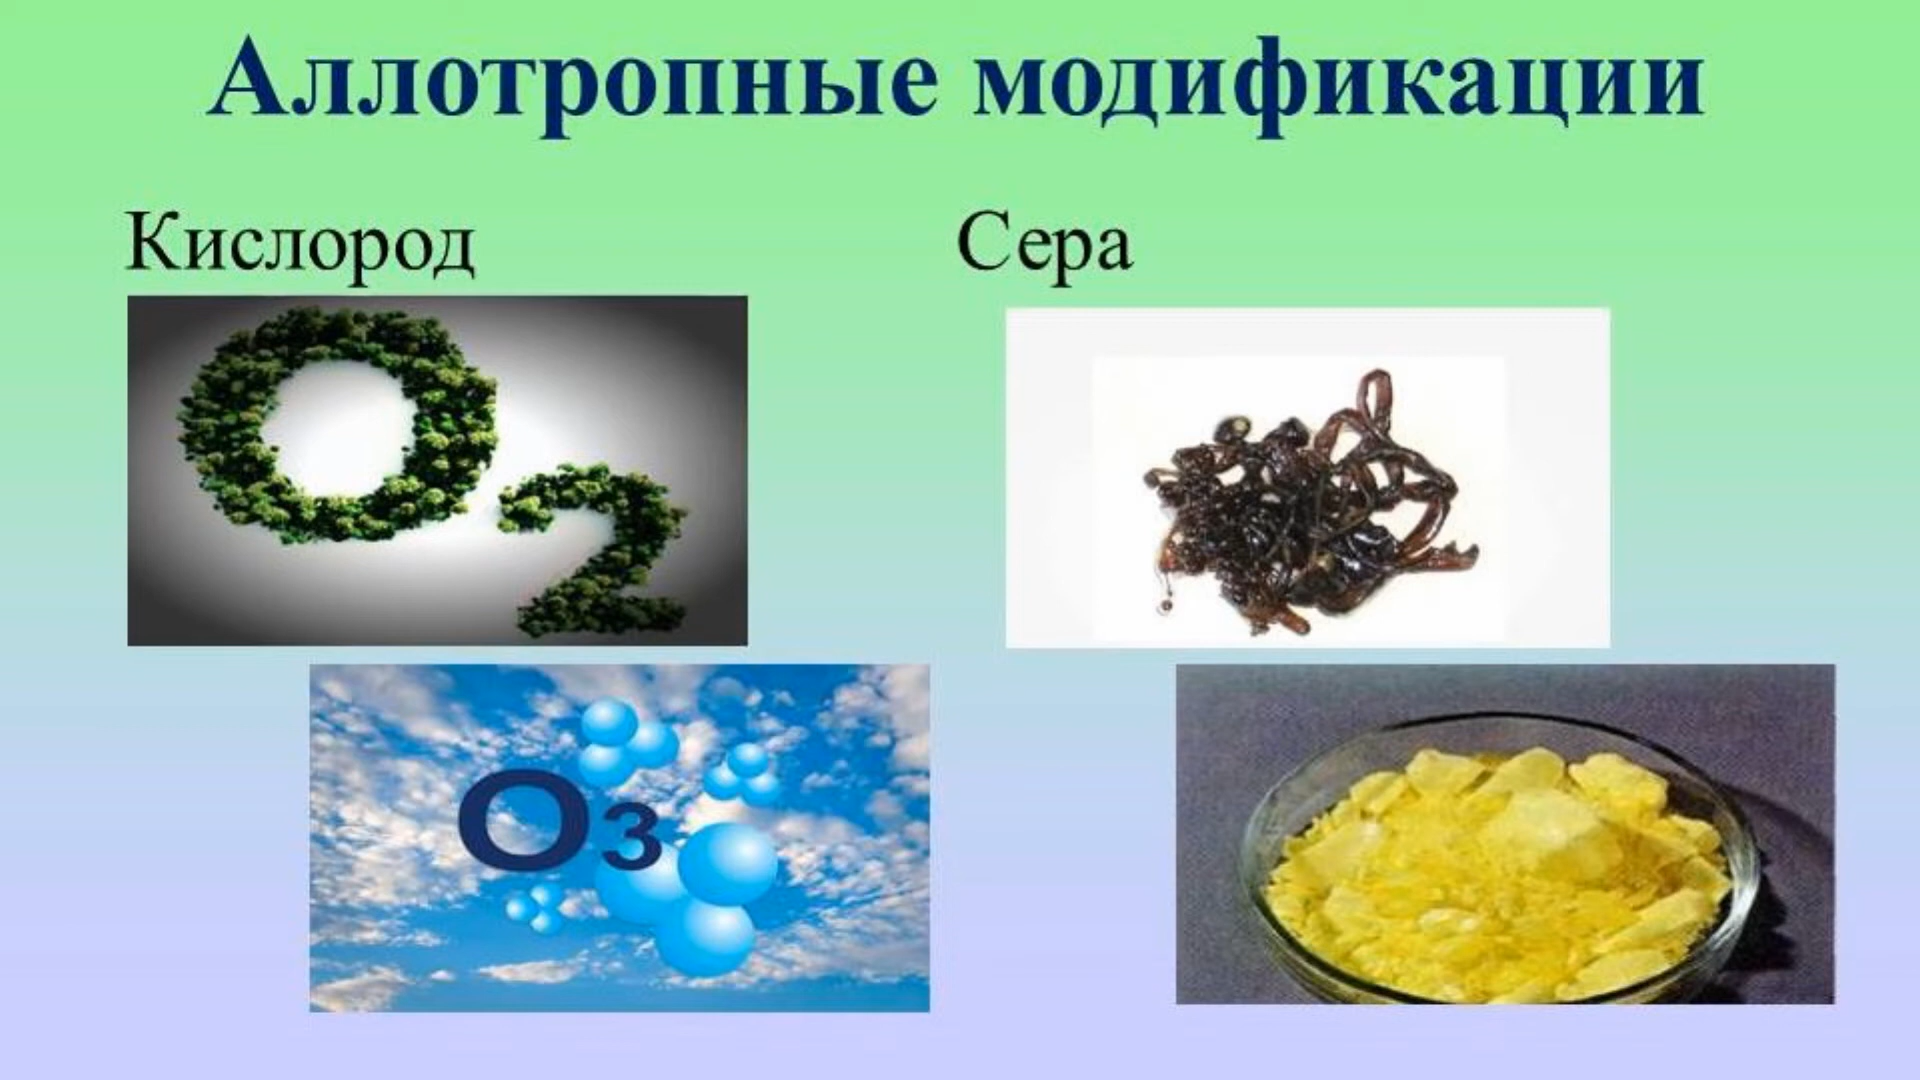 Аллотропные модификации
Кислород
Сера
O2
O3